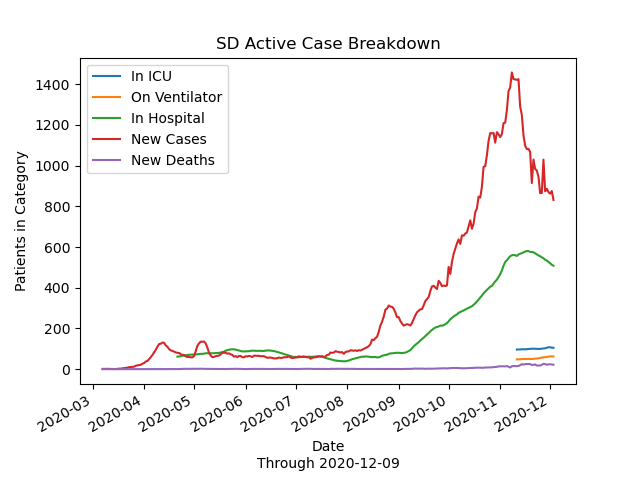 SD Active Case Breakdown
In ICU
On Ventilator
In Hospital
New Cases
New Deaths
Patients in Category
1400
1200
1000
800
600
400
200
0
2020-03
2020-04
2020-05
2020-06
2020-07
2020-08
2020-09
2020-10
2020-11
2020-12
Date
Through 2020-12-09